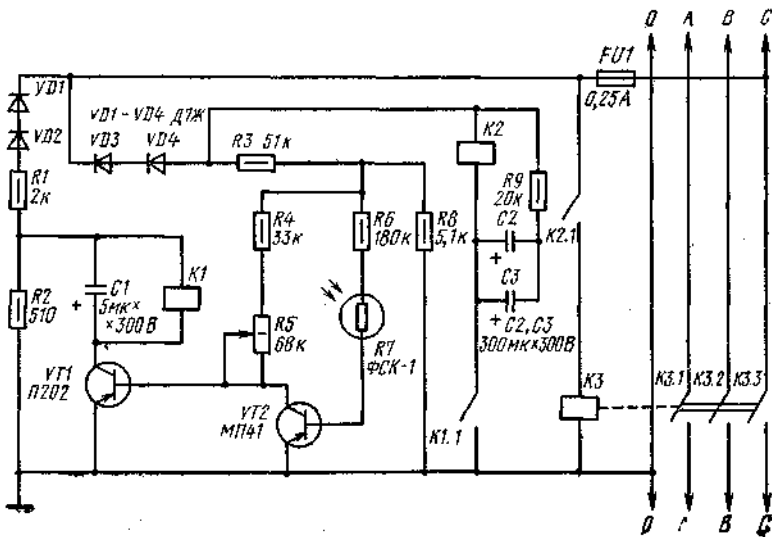 0 A B C
FU1
0,25А
VD1
VD2
VD1-VD4 Д7Ж
VD3 VD4
R3 51к
K2
R1
2к
R4
33к
R6
180к
R8
5,1к
R9
20к
C2
+
K2.1
R2
510
+
C1
5мк×
×300В
K1
R5
68к
R7
ФСК-1
C3
+ C2,C3
300мк×300В
VT1
П202
VT2
МП41
K1.1
K3
K3.1 K3.2 K3.3
0 B C